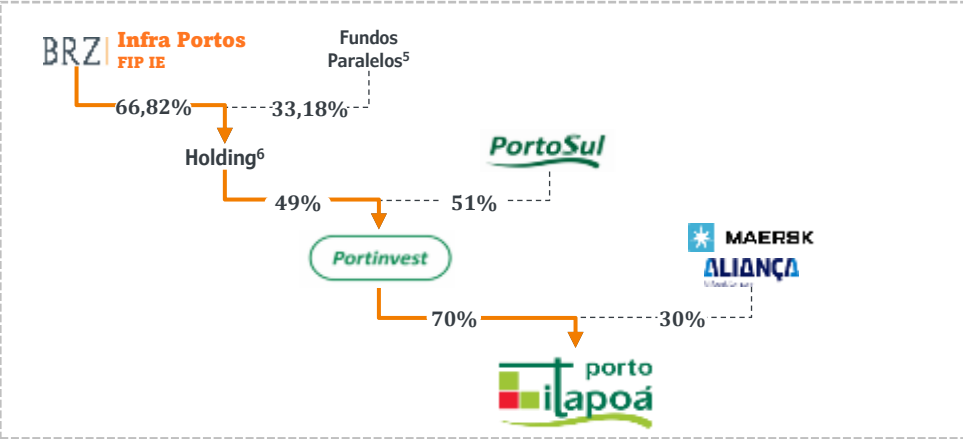 BRZ
Infra Portos
FIP IE
Fundos
Paralelos⁵
66,82%
33,18%
Holding⁶
PortoSul
49%
51%
Portinvest
MAERSK
ALIANÇA
70%
30%
porto
itapoá